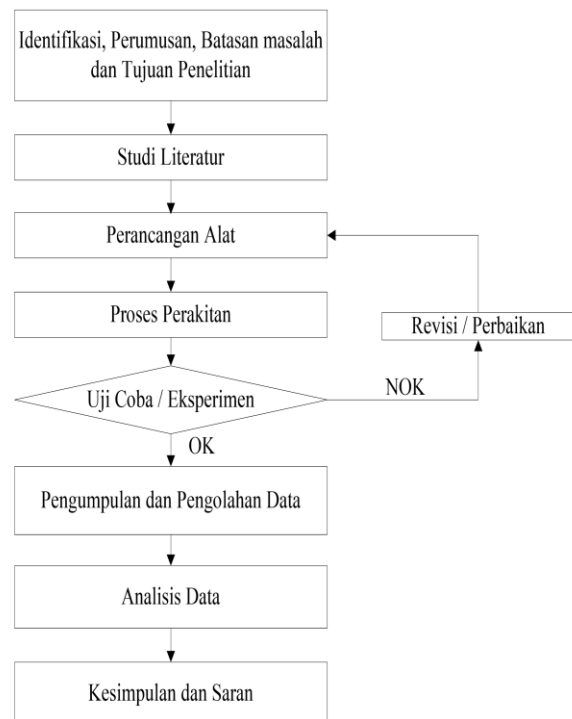 Identifikasi, Perumusan, Batasan masalah
dan Tujuan Penelitian
Studi Literatur
Perancangan Alat
Proses Perakitan
Revisi / Perbaikan
Uji Coba / Eksperimen
NOK
OK
Pengumpulan dan Pengolahan Data
Analisis Data
Kesimpulan dan Saran